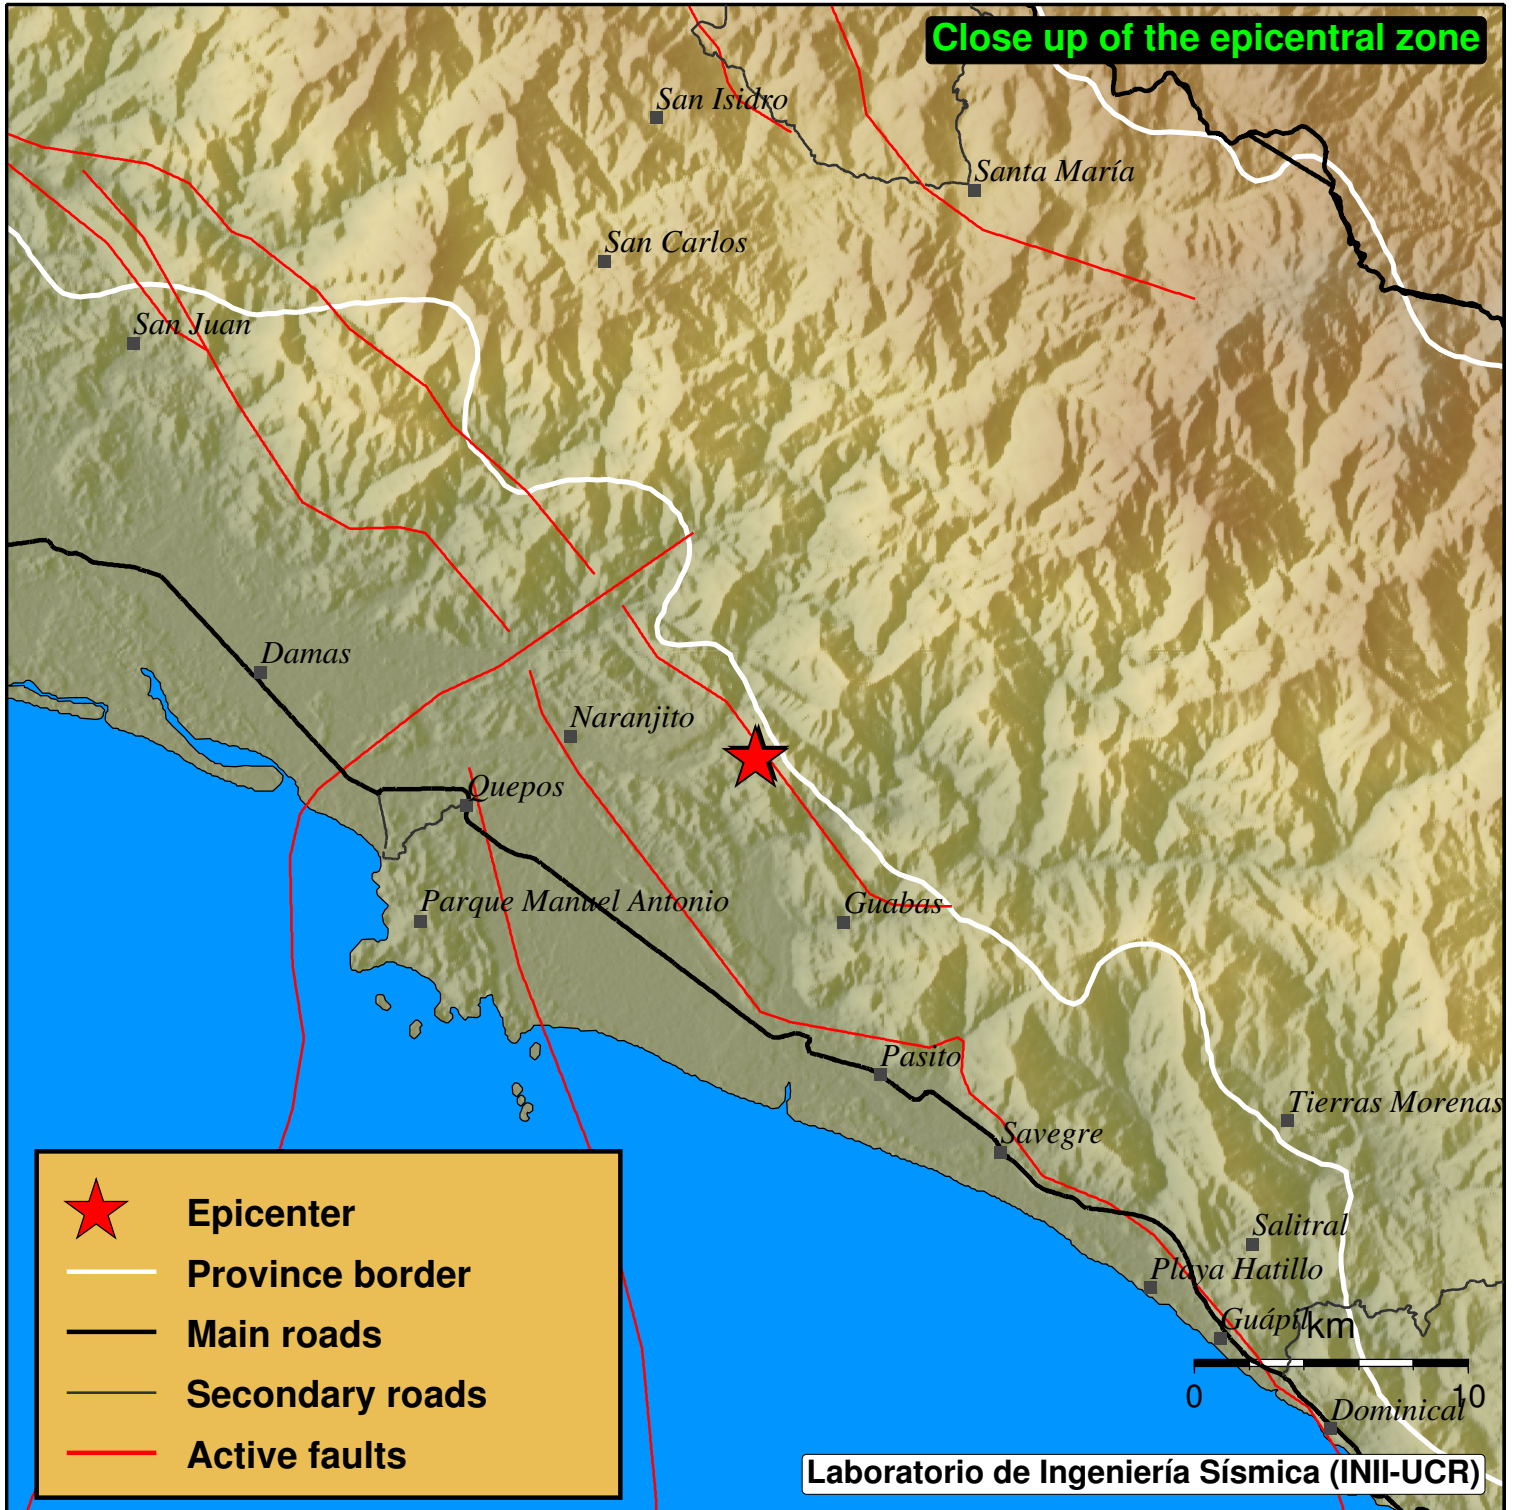 Close up of the epicentral zone
San Isidro
Santa María
San Carlos
San Juan
Damas
Naranjito
Quepos
Parque Manuel Antonio
Guabas
Pasito
Tierras Morenas
Savegre
Salitral
Playa Hatillo
Guápil
km
0
10
Dominical
Epicenter
Province border
Main roads
Secondary roads
Active faults
Laboratorio de Ingeniería Sísmica (INII-UCR)